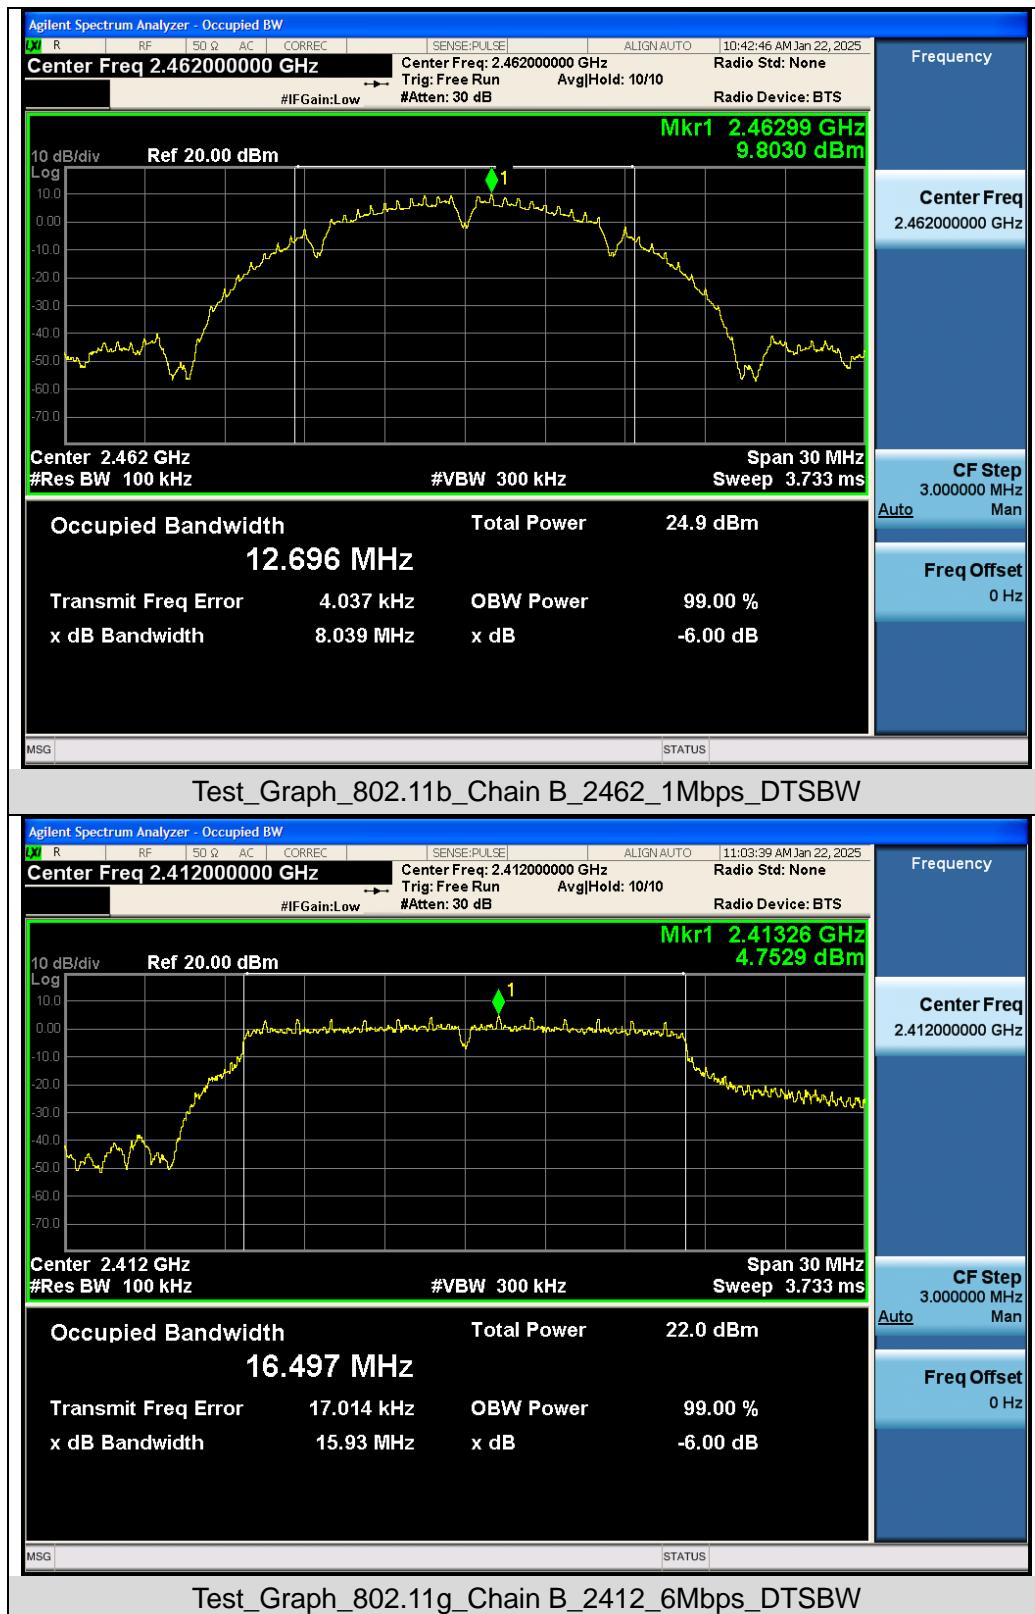 Agilent Spectrum Analyzer - Occupied BW
LXI R RF 50 Ω AC CORREC SENSE:PULSE ALIGN AUTO 10:42:46 AM Jan 22, 2025
Center Freq 2.462000000 GHz Center Freq: 2.462000000 GHz Radio Std: None
Trig: Free Run Avg|Hold: 10/10
#IFGain:Low #Atten: 30 dB Radio Device: BTS
Frequency
Mkr1 2.46299 GHz
9.8030 dBm
10 dB/div Ref 20.00 dBm
Log
1
10.0
0.00
-10.0
-20.0
-30.0
-40.0
-50.0
-60.0
-70.0
Center Freq
2.462000000 GHz
Center 2.462 GHz Span 30 MHz
#Res BW 100 kHz #VBW 300 kHz Sweep 3.733 ms
CF Step
3.000000 MHz
Auto Man
Occupied Bandwidth Total Power 24.9 dBm
12.696 MHz
Transmit Freq Error 4.037 kHz OBW Power 99.00 %
x dB Bandwidth 8.039 MHz x dB -6.00 dB
Freq Offset
0 Hz
MSG STATUS
Test_Graph_802.11b_Chain B_2462_1Mbps_DTSBW
Agilent Spectrum Analyzer - Occupied BW
LXI R RF 50 Ω AC CORREC SENSE:PULSE ALIGN AUTO 11:03:39 AM Jan 22, 2025
Center Freq 2.412000000 GHz Center Freq: 2.412000000 GHz Radio Std: None
Trig: Free Run Avg|Hold: 10/10
#IFGain:Low #Atten: 30 dB Radio Device: BTS
Frequency
Mkr1 2.41326 GHz
4.7529 dBm
10 dB/div Ref 20.00 dBm
Log
1
10.0
0.00
-10.0
-20.0
-30.0
-40.0
-50.0
-60.0
-70.0
Center Freq
2.412000000 GHz
Center 2.412 GHz Span 30 MHz
#Res BW 100 kHz #VBW 300 kHz Sweep 3.733 ms
CF Step
3.000000 MHz
Auto Man
Occupied Bandwidth Total Power 22.0 dBm
16.497 MHz
Transmit Freq Error 17.014 kHz OBW Power 99.00 %
x dB Bandwidth 15.93 MHz x dB -6.00 dB
Freq Offset
0 Hz
MSG STATUS
Test_Graph_802.11g_Chain B_2412_6Mbps_DTSBW